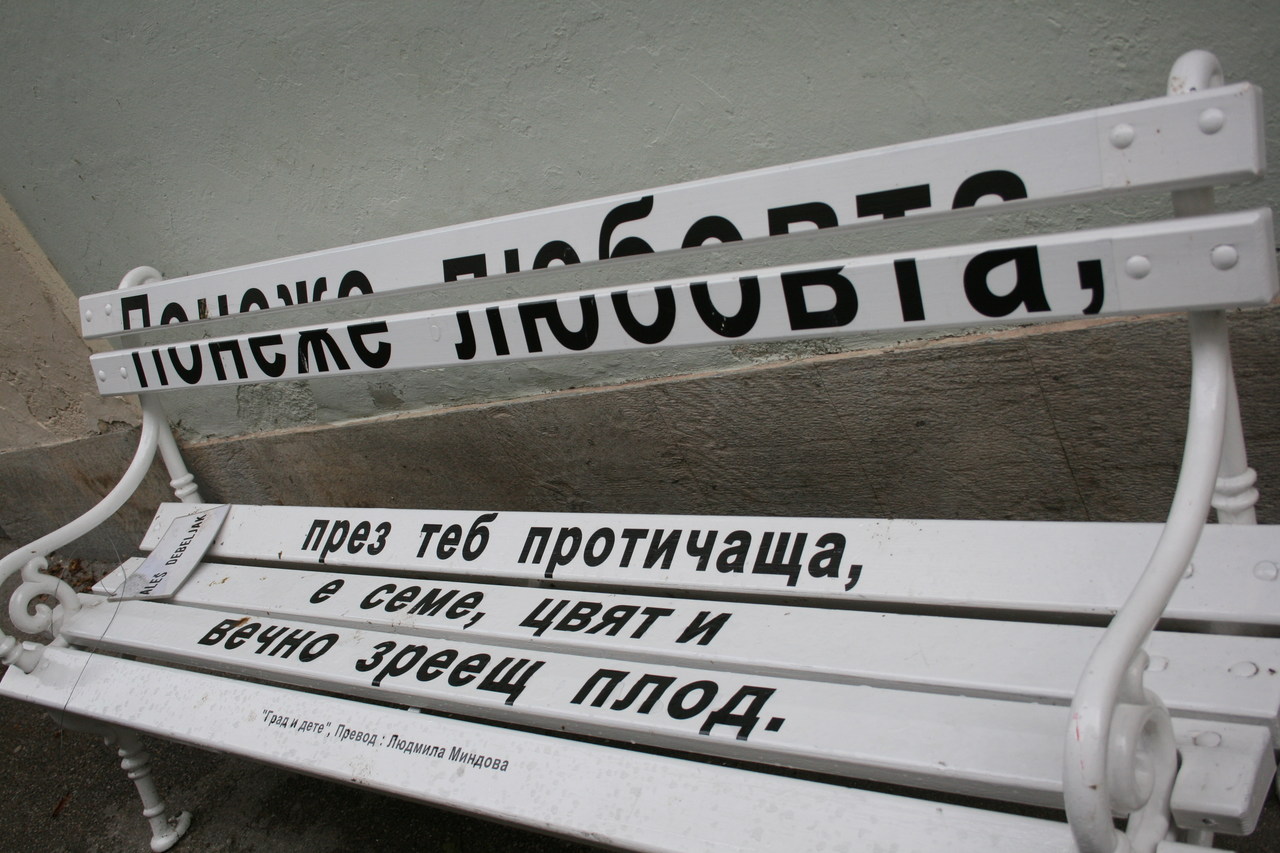 Понеже любовта,
през теб протичаща,
е семе, цвят и
вечно зреещ плод.
"Град и дете", Превод : Людмила Миндова
ALEŠ DEBELJAK